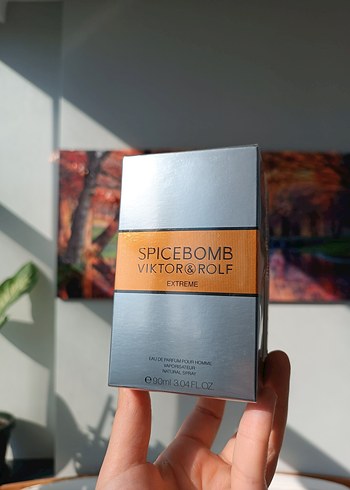 SPICEBOMB
VIKTOR&ROLF
EXTREME
EAU DE PARFUM POUR HOMME
VAPORISATEUR
NATURAL SPRAY
℮ 90ml 3.04 FL.OZ